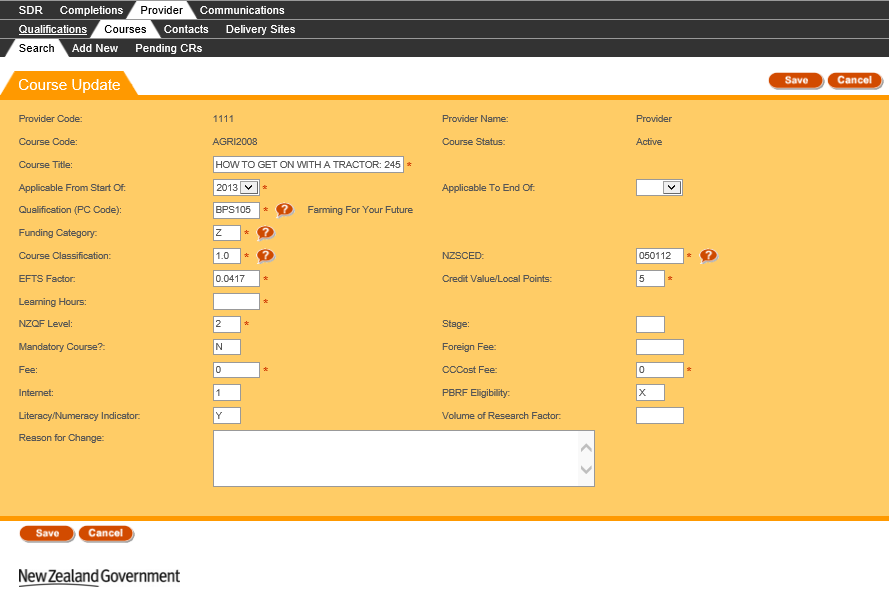 SDR Completions Provider Communications
Qualifications Courses Contacts Delivery Sites
Search Add New Pending CRs
Course Update Save Cancel
Provider Code: 1111 Provider Name: Provider
Course Code: AGRI2008 Course Status: Active
Course Title: HOW TO GET ON WITH A TRACTOR: 245 *
Applicable From Start Of: 2013 * Applicable To End Of:
Qualification (PC Code): BPS105 * ? Farming For Your Future
Funding Category: Z * ?
Course Classification: 1.0 * ? NZSCED: 050112 * ?
EFTS Factor: 0.0417 * Credit Value/Local Points: 5 *
Learning Hours: *
NZQF Level: 2 * Stage:
Mandatory Course?: N Foreign Fee:
Fee: 0 * CCCost Fee: 0 *
Internet: 1 PBRF Eligibility: X
Literacy/Numeracy Indicator: Y Volume of Research Factor:
Reason for Change:
Save Cancel
New Zealand Government